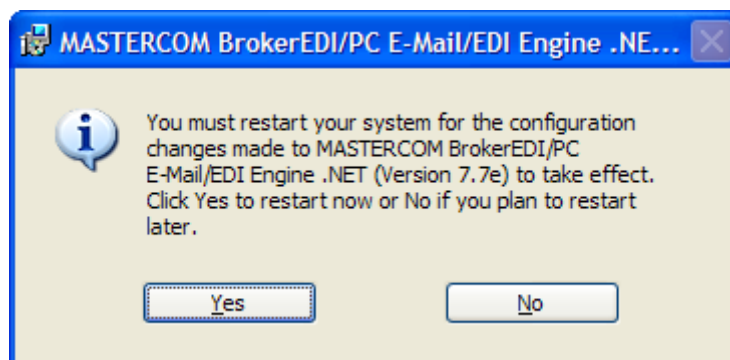 MASTERCOM BrokerEDI/PC E-Mail/EDI Engine .NE...
You must restart your system for the configuration
changes made to MASTERCOM BrokerEDI/PC
E-Mail/EDI Engine .NET (Version 7.7e) to take effect.
Click Yes to restart now or No if you plan to restart
later.
Yes
No